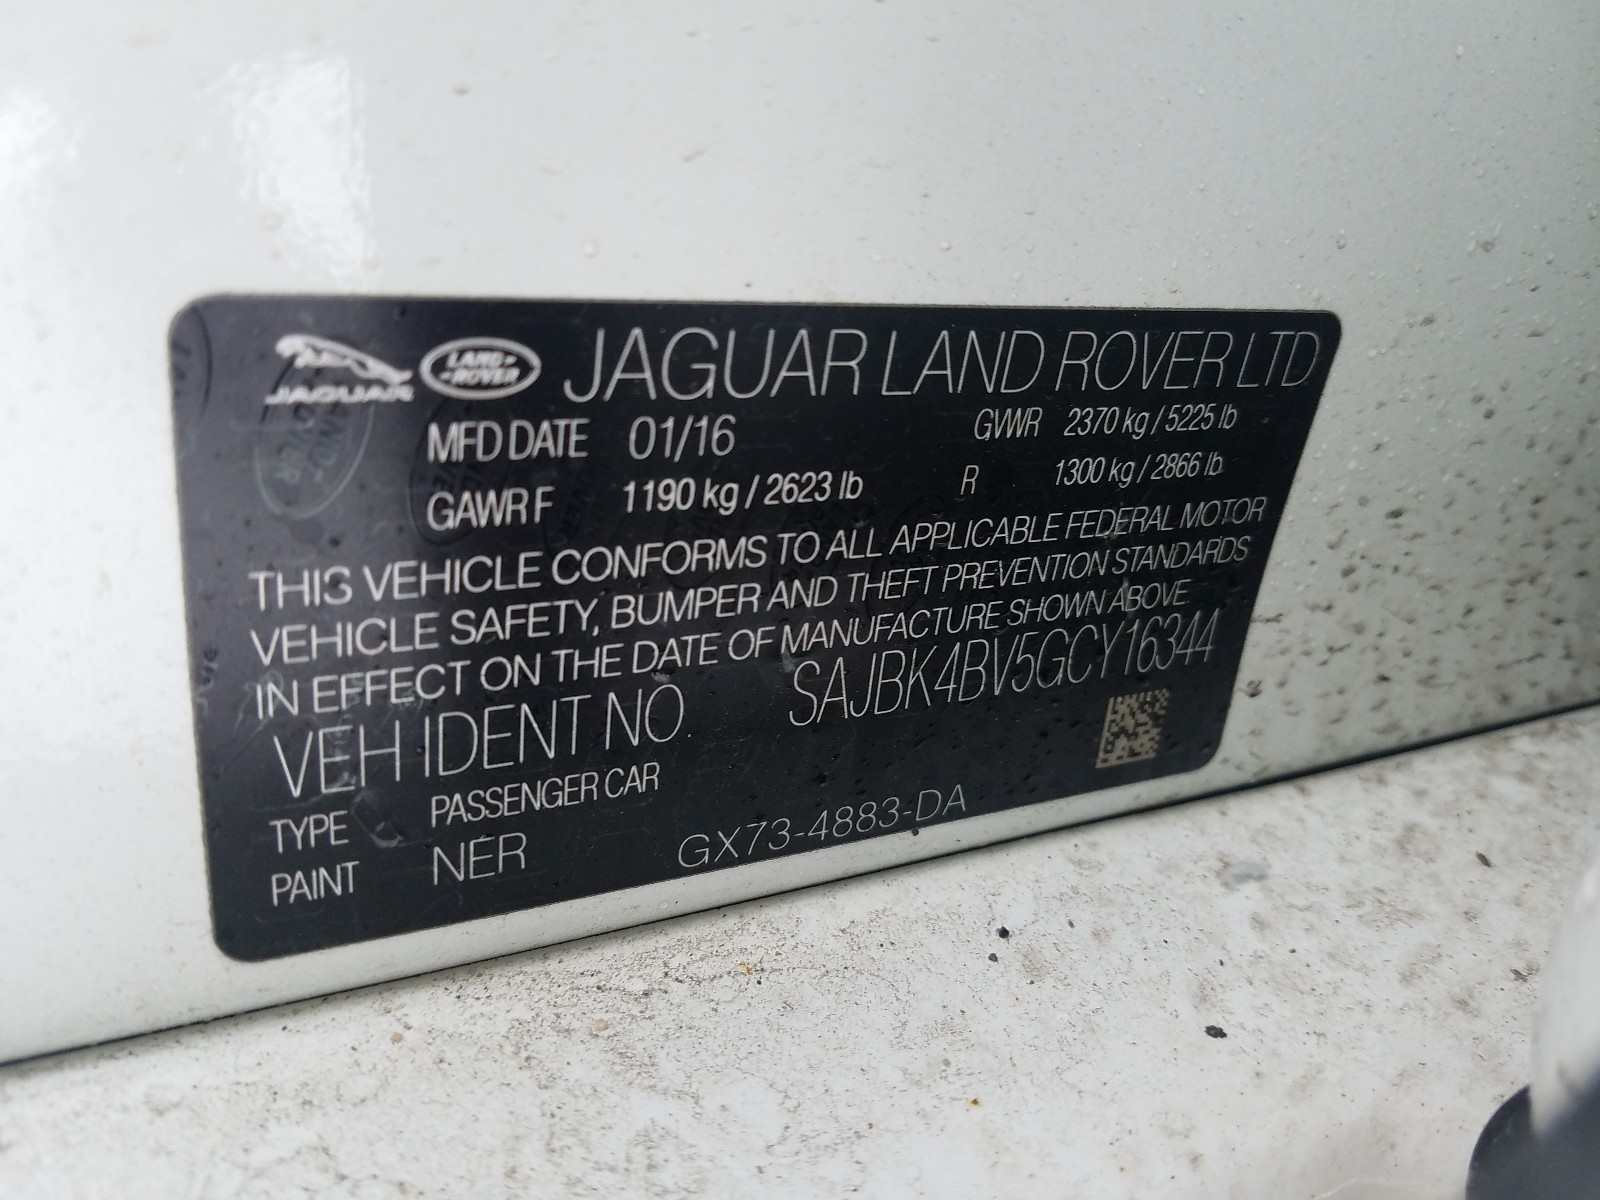 JAGUAR LAND ROVER JAGUAR LAND ROVER LTD
MFD DATE 01/16 GVWR 2370 kg / 5225 lb
GAWR F 1190 kg / 2623 lb R 1300 kg / 2866 lb
THIS VEHICLE CONFORMS TO ALL APPLICABLE FEDERAL MOTOR
VEHICLE SAFETY, BUMPER AND THEFT PREVENTION STANDARDS
IN EFFECT ON THE DATE OF MANUFACTURE SHOWN ABOVE
VEH IDENT NO. SAJBK4BV5GCY16344
TYPE PASSENGER CAR
PAINT NER GX73-4883-DA